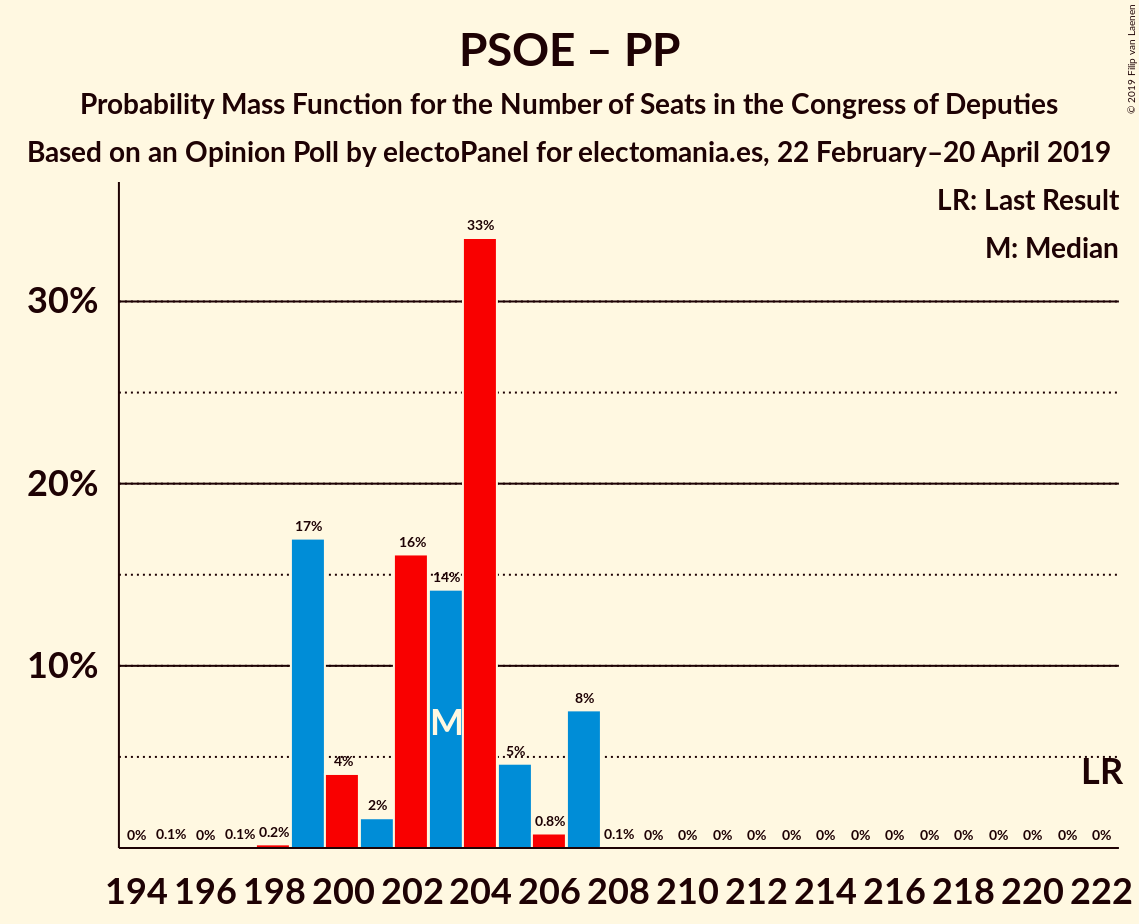 PSOE – PP
Probability Mass Function for the Number of Seats in the Congress of Deputies
Based on an Opinion Poll by electoPanel for electomania.es, 22 February–20 April 2019
© 2019 Filip van Laenen
LR: Last Result
M: Median
30%
20%
10%
0% 0.1% 0% 0.1% 0.2% 17% 4% 2% 16% 14% 33% 5% 0.8% 8% 0.1% 0% 0% 0% 0% 0% 0% 0% 0% 0% 0% 0% 0% 0% 0%
M
LR
194 196 198 200 202 204 206 208 210 212 214 216 218 220 222